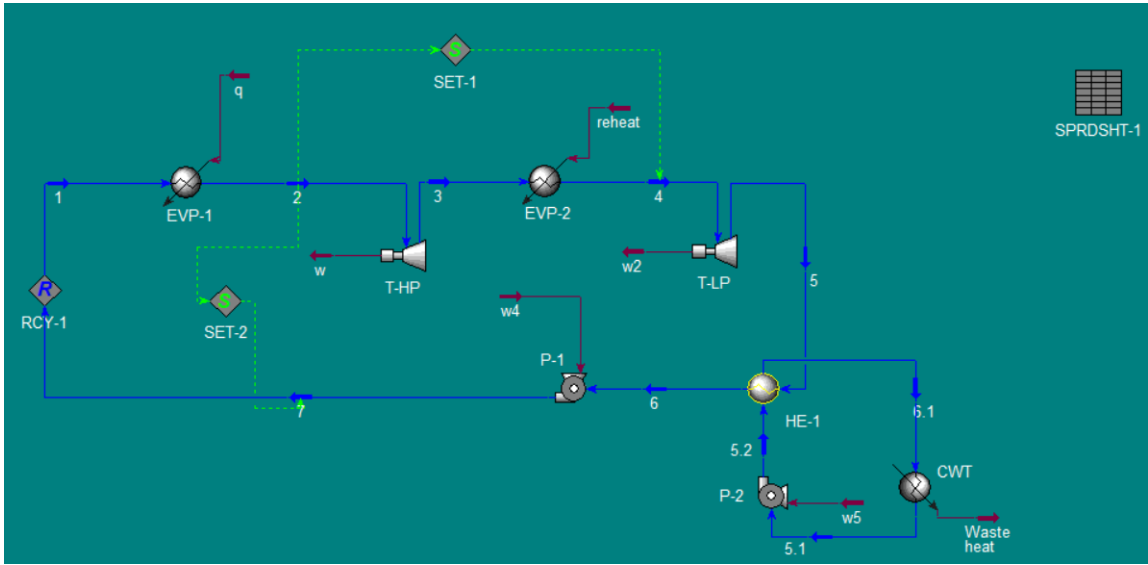 S
SET-1
q
reheat
SPRDSHT-1
1
EVP-1
2
3
EVP-2
4
w
T-HP
w2
T-LP
5
R
RCY-1
S
SET-2
w4
P-1
7
6
HE-1
6.1
5.2
P-2
w5
CWT
5.1
Waste
heat